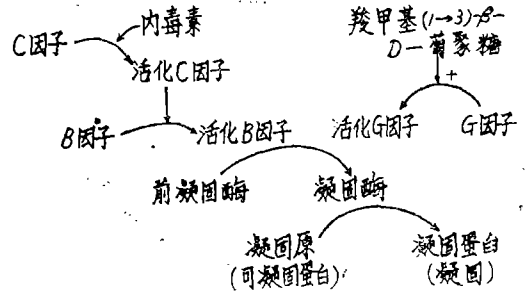 内毒素
C因子
活化C因子
B因子
活化B因子
羧甲基(1→3)-β-
D-葡聚糖
+
活化G因子
G因子
前凝固酶
凝固酶
凝固原
(可凝固蛋白)
凝固蛋白
(凝固)